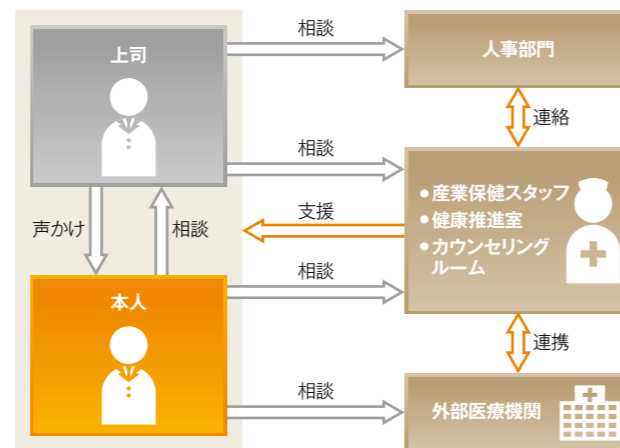 相談
上司
人事部門
連絡
相談
●産業保健スタッフ
●健康推進室
●カウンセリング
ルーム
支援
声かけ
相談
相談
本人
連携
相談
外部医療機関